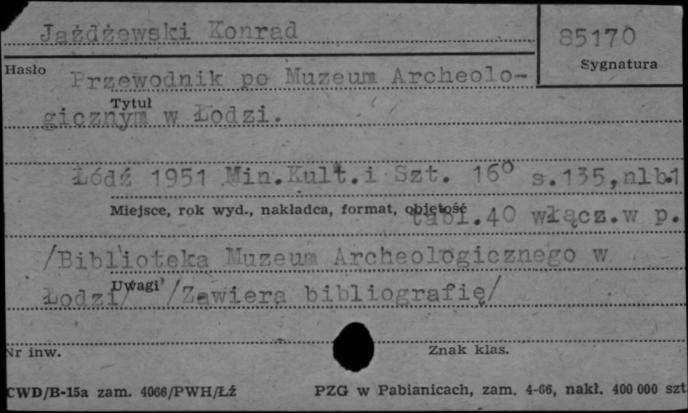 Jażdżewski Konrad
85170
Hasło
Sygnatura
Przewodnik po Muzeum Archeolo-
Tytuł
gicznym w Łodzi.
Łódź 1951 Min.Kult.i Szt. 16° s.135,nlb.1
Miejsce, rok wyd., nakładca, format, objętość
tabl.40 włącz.w p.
/Biblioteka Muzeum Archeologicznego w
Uwagi
Łodzi/ /Zawiera bibliografię/
Nr inw.
Znak klas.
CWD/B-15a zam. 4066/PWH/Łż
PZG w Pabianicach, zam. 4-66, nakł. 400 000 szt